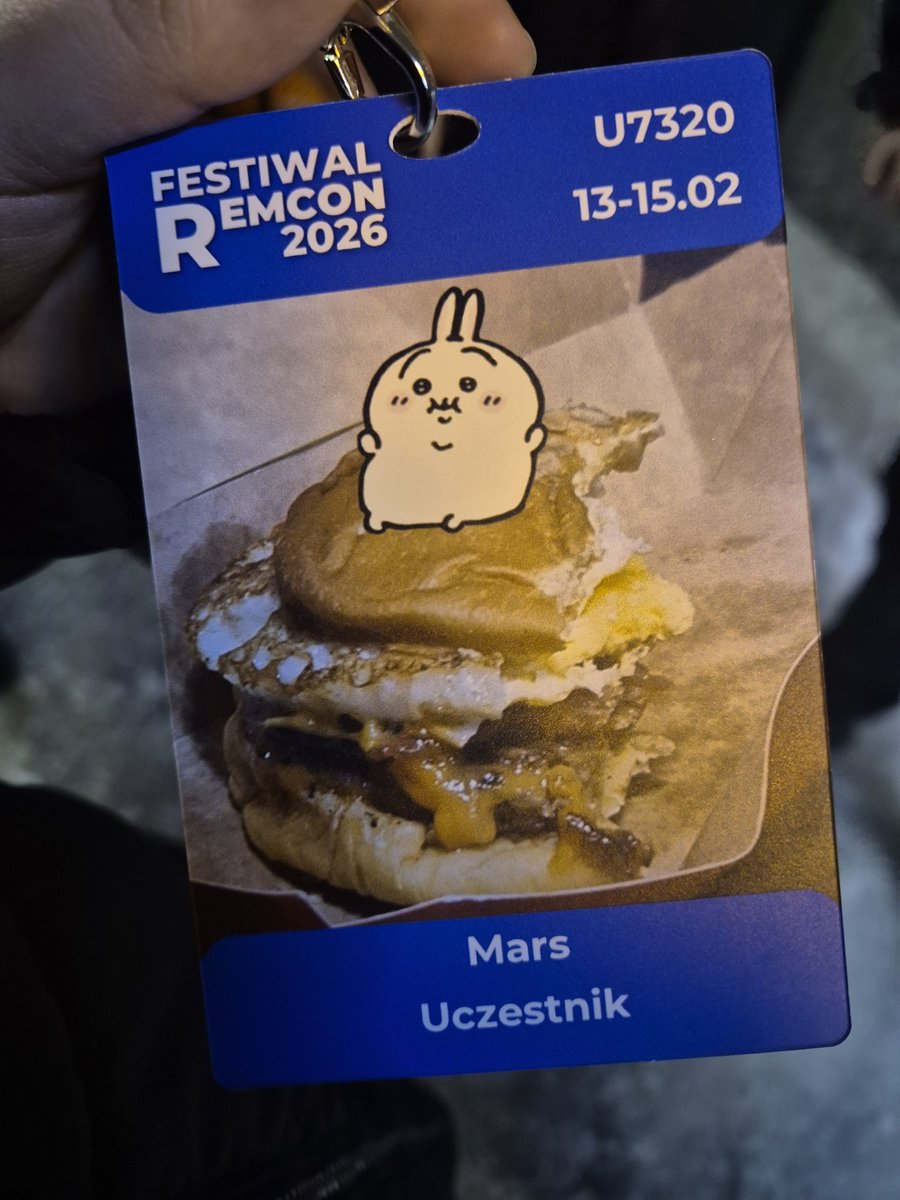 FESTIWAL
REMCON
2026
U7320
13-15.02
Mars
Uczestnik